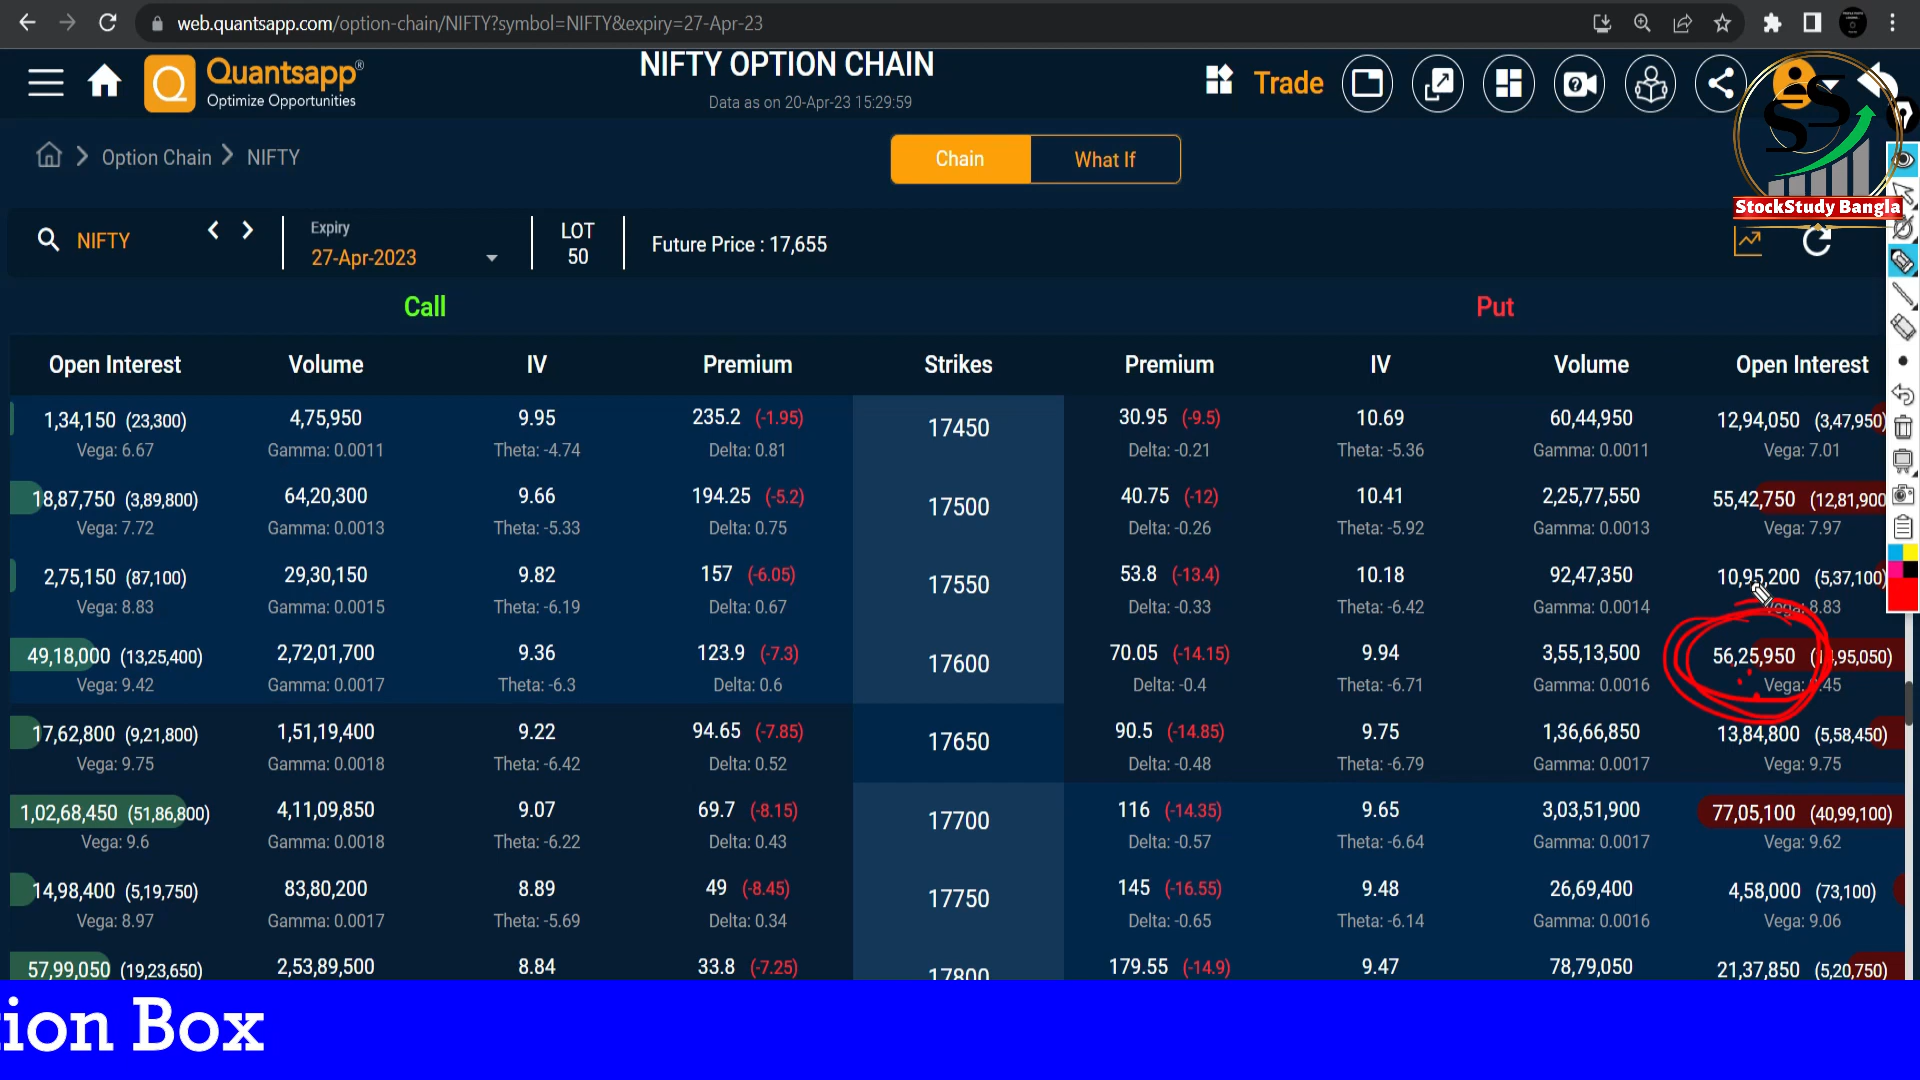 web.quantsapp.com/option-chain/NIFTY?symbol=NIFTY&expiry=27-Apr-23
Quantsapp®
Optimize Opportunities
NIFTY OPTION CHAIN
Data as on 20-Apr-23 15:29:59
Trade
SS
StockStudy Bangla
Option Chain NIFTY
Chain What If
NIFTY
Expiry
27-Apr-2023
LOT
50
Future Price : 17,655
Call Put
Open Interest Volume IV Premium Strikes Premium IV Volume Open Interest
1,34,150 (23,300) 4,75,950 9.95 235.2 (-1.95) 17450 30.95 (-9.5) 10.69 60,44,950 12,94,050 (3,47,950)
Vega: 6.67 Gamma: 0.0011 Theta: -4.74 Delta: 0.81 Delta: -0.21 Theta: -5.36 Gamma: 0.0011 Vega: 7.01
18,87,750 (3,89,800) 64,20,300 9.66 194.25 (-5.2) 17500 40.75 (-12) 10.41 2,25,77,550 55,42,750 (12,81,900
Vega: 7.72 Gamma: 0.0013 Theta: -5.33 Delta: 0.75 Delta: -0.26 Theta: -5.92 Gamma: 0.0013 Vega: 7.97
2,75,150 (87,100) 29,30,150 9.82 157 (-6.05) 17550 53.8 (-13.4) 10.18 92,47,350 10,95,200 (5,37,100)
Vega: 8.83 Gamma: 0.0015 Theta: -6.19 Delta: 0.67 Delta: -0.33 Theta: -6.42 Gamma: 0.0014 Vega: 8.83
49,18,000 (13,25,400) 2,72,01,700 9.36 123.9 (-7.3) 17600 70.05 (-14.15) 9.94 3,55,13,500 56,25,950
Vega: 9.42 Gamma: 0.0017 Theta: -6.3 Delta: 0.6 Delta: -0.4 Theta: -6.71 Gamma: 0.0016 Vega: 9.45
17,62,800 (9,21,800) 1,51,19,400 9.22 94.65 (-7.85) 17650 90.5 (-14.85) 9.75 1,36,66,850 13,84,800 (5,58,450)
Vega: 9.75 Gamma: 0.0018 Theta: -6.42 Delta: 0.52 Delta: -0.48 Theta: -6.79 Gamma: 0.0017 Vega: 9.75
1,02,68,450 (51,86,800) 4,11,09,850 9.07 69.7 (-8.15) 17700 116 (-14.35) 9.65 3,03,51,900 77,05,100 (40,99,100)
Vega: 9.6 Gamma: 0.0018 Theta: -6.22 Delta: 0.43 Delta: -0.57 Theta: -6.64 Gamma: 0.0017 Vega: 9.62
14,98,400 (5,19,750) 83,80,200 8.89 49 (-8.45) 17750 145 (-16.55) 9.48 26,69,400 4,58,000 (73,100)
Vega: 8.97 Gamma: 0.0017 Theta: -5.69 Delta: 0.34 Delta: -0.65 Theta: -6.14 Gamma: 0.0016 Vega: 9.06
57,99,050 (19,23,650) 2,53,89,500 8.84 33.8 (-7.25) 17800 179.55 (-14.9) 9.47 78,79,050 21,37,850 (5,20,750)
ion Box